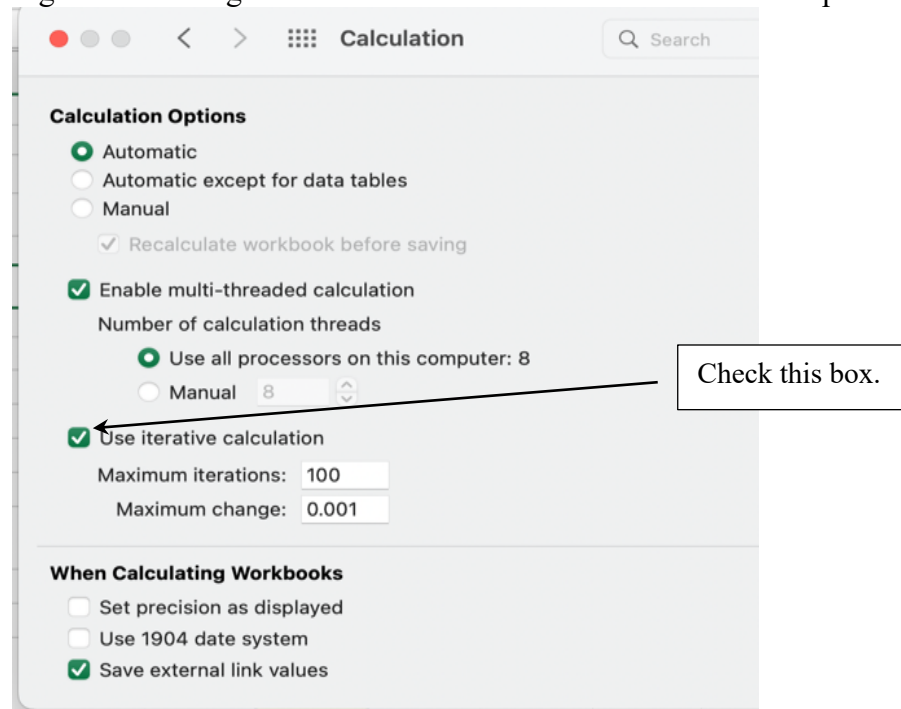 Calculation
Search
Calculation Options
Automatic
Automatic except for data tables
Manual
Recalculate workbook before saving
Enable multi-threaded calculation
Number of calculation threads
Use all processors on this computer: 8
Manual 8
Check this box.
Use iterative calculation
Maximum iterations: 100
Maximum change: 0.001
When Calculating Workbooks
Set precision as displayed
Use 1904 date system
Save external link values